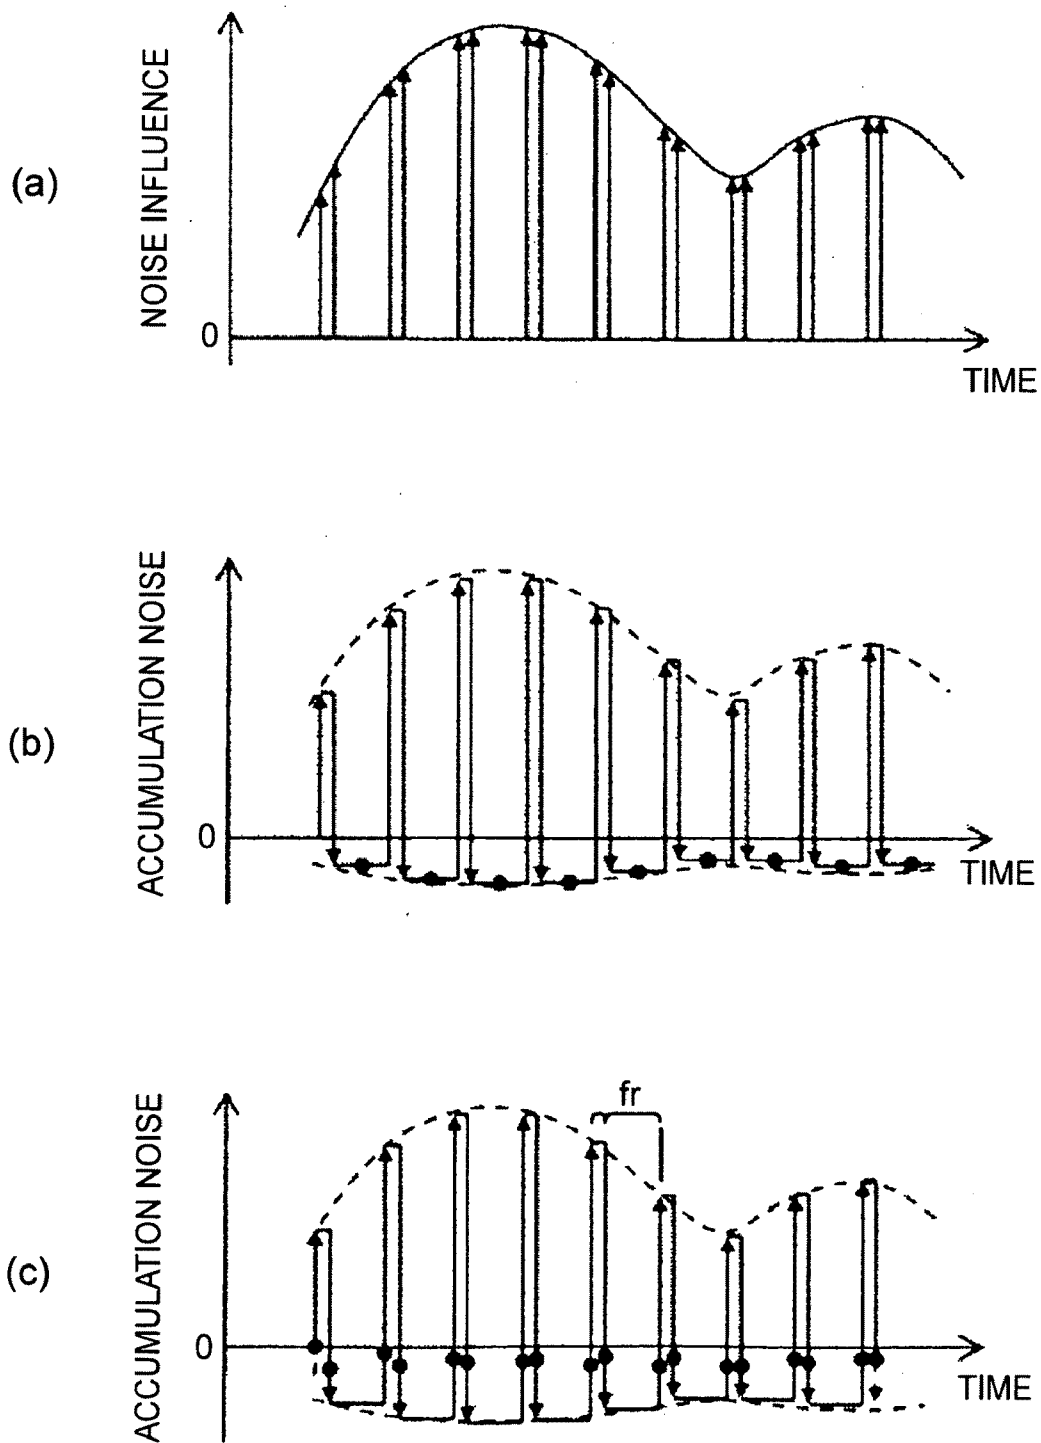 NOISE INFLUENCE
(a)
0
TIME
ACCUMULATION NOISE
(b)
0
TIME
fr
ACCUMULATION NOISE
(c)
0
TIME